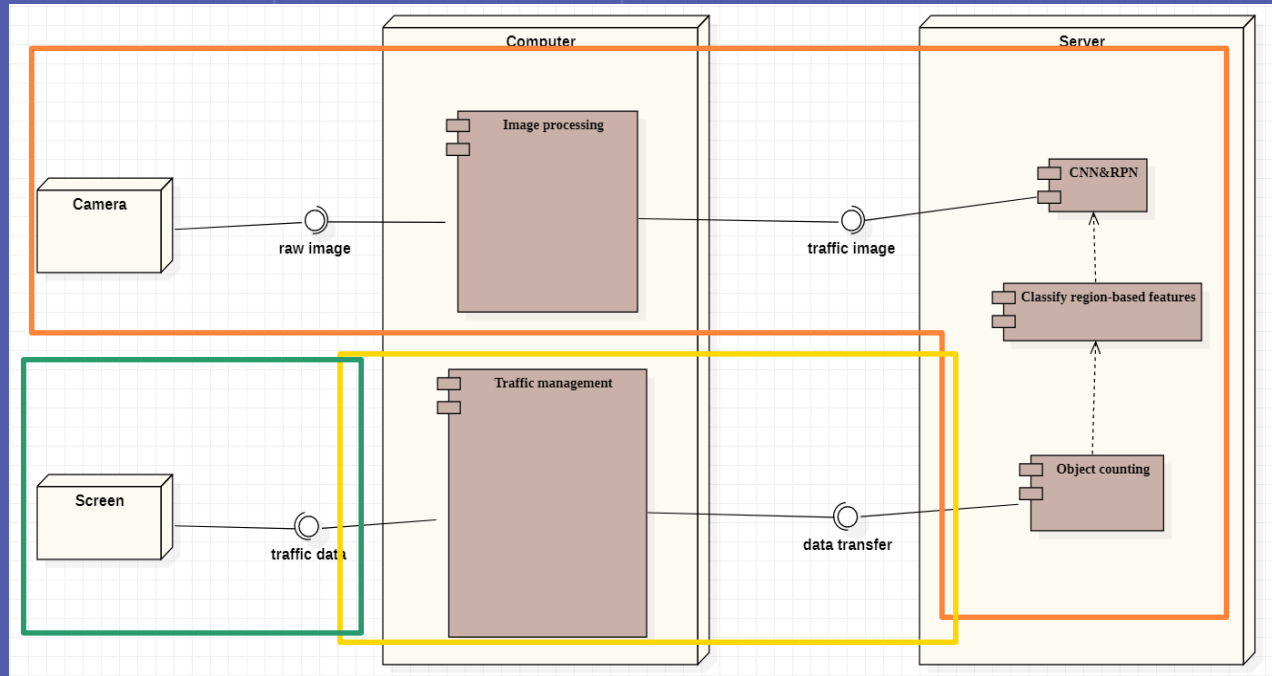 Computer
Server
Image processing
CNN&RPN
Camera
raw image
traffic image
Classify region-based features
Traffic management
Object counting
Screen
traffic data
data transfer